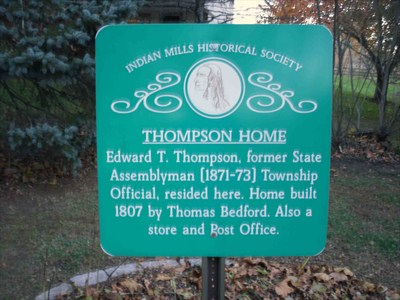 INDIAN MILLS HISTORICAL SOCIETY
THOMPSON HOME
Edward T. Thompson, former State
Assemblyman [1871-73] Township
Official, resided here. Home built
1807 by Thomas Bedford. Also a
store and Post Office.